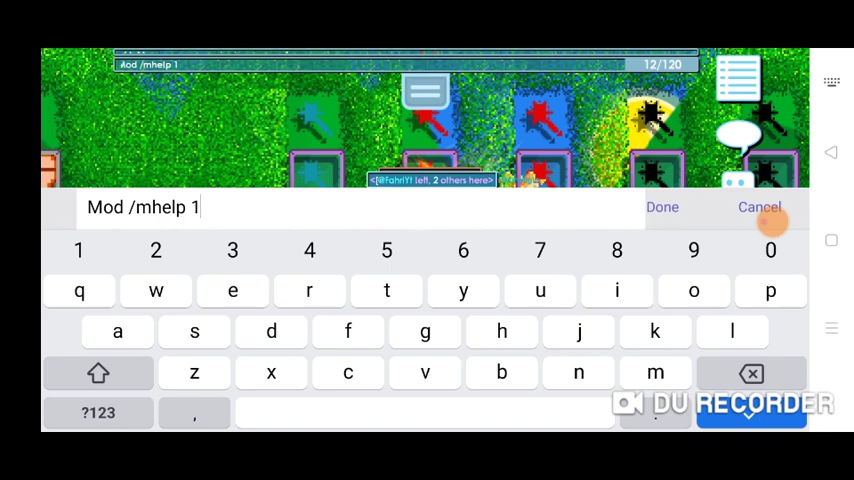 Mod /mhelp 1
12/120
<[@FahriYt left, 2 others here>
Mod /mhelp 1
Done
Cancel
1 2 3 4 5 6 7 8 9 0
q w e r t y u i o p
a s d f g h j k l
z x c v b n m
?123 , .
DU RECORDER